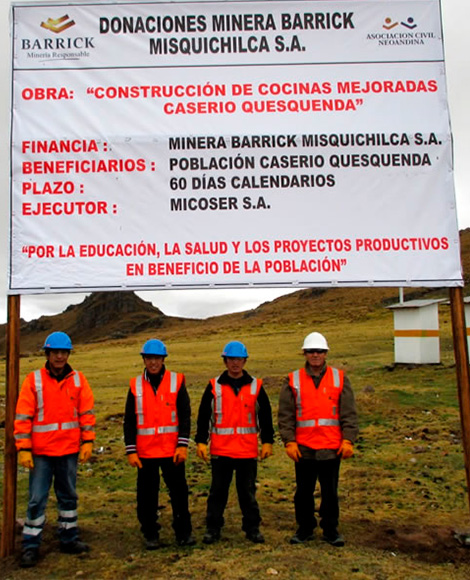 DONACIONES MINERA BARRICK
MISQUICHILCA S.A.
BARRICK
Minería Responsable
ASOCIACIÓN CIVIL
NEOANDINA
OBRA: “CONSTRUCCIÓN DE COCINAS MEJORADAS
CASERIO QUESQUENDA”
FINANCIA : MINERA BARRICK MISQUICHILCA S.A.
BENEFICIARIOS : POBLACIÓN CASERIO QUESQUENDA
PLAZO : 60 DÍAS CALENDARIOS
EJECUTOR : MICOSER S.A.
“POR LA EDUCACIÓN, LA SALUD Y LOS PROYECTOS PRODUCTIVOS
EN BENEFICIO DE LA POBLACIÓN”